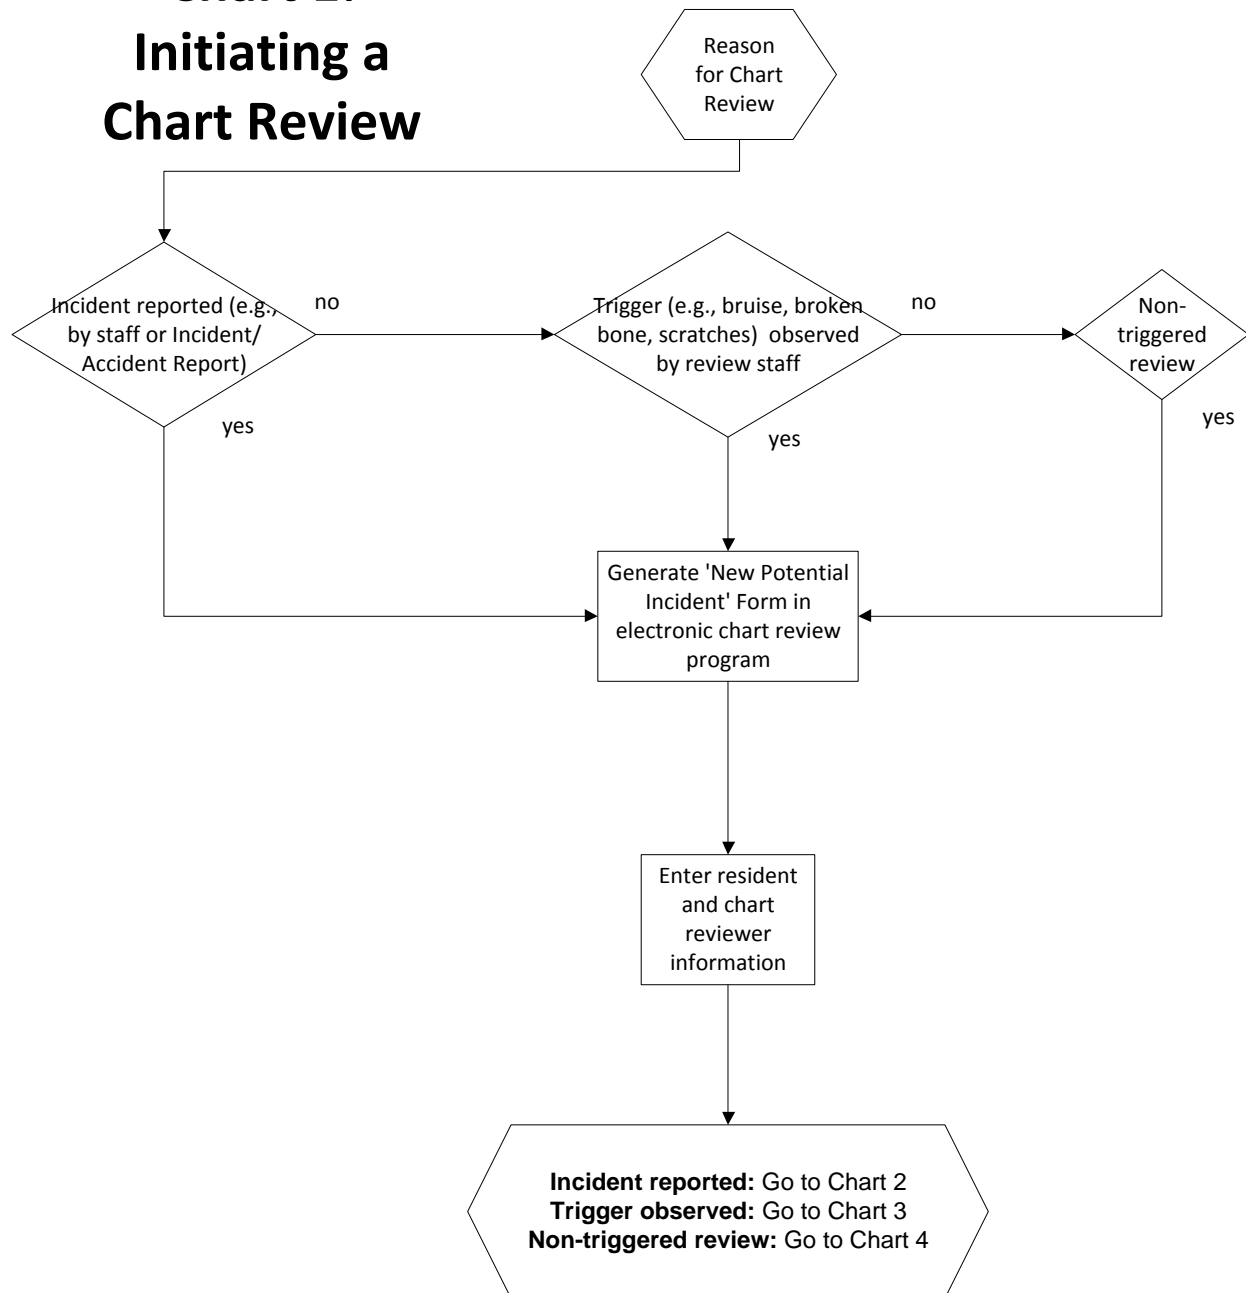 Initiating a
Chart Review
Reason
for Chart
Review
Incident reported (e.g.,
by staff or Incident/
Accident Report)
no
yes
Trigger (e.g., bruise, broken
bone, scratches)  observed
by review staff
no
yes
Non-
triggered
review
yes
Generate 'New Potential
Incident' Form in
electronic chart review
program
Enter resident
and chart
reviewer
information
Incident reported: Go to Chart 2
Trigger observed: Go to Chart 3
Non-triggered review: Go to Chart 4